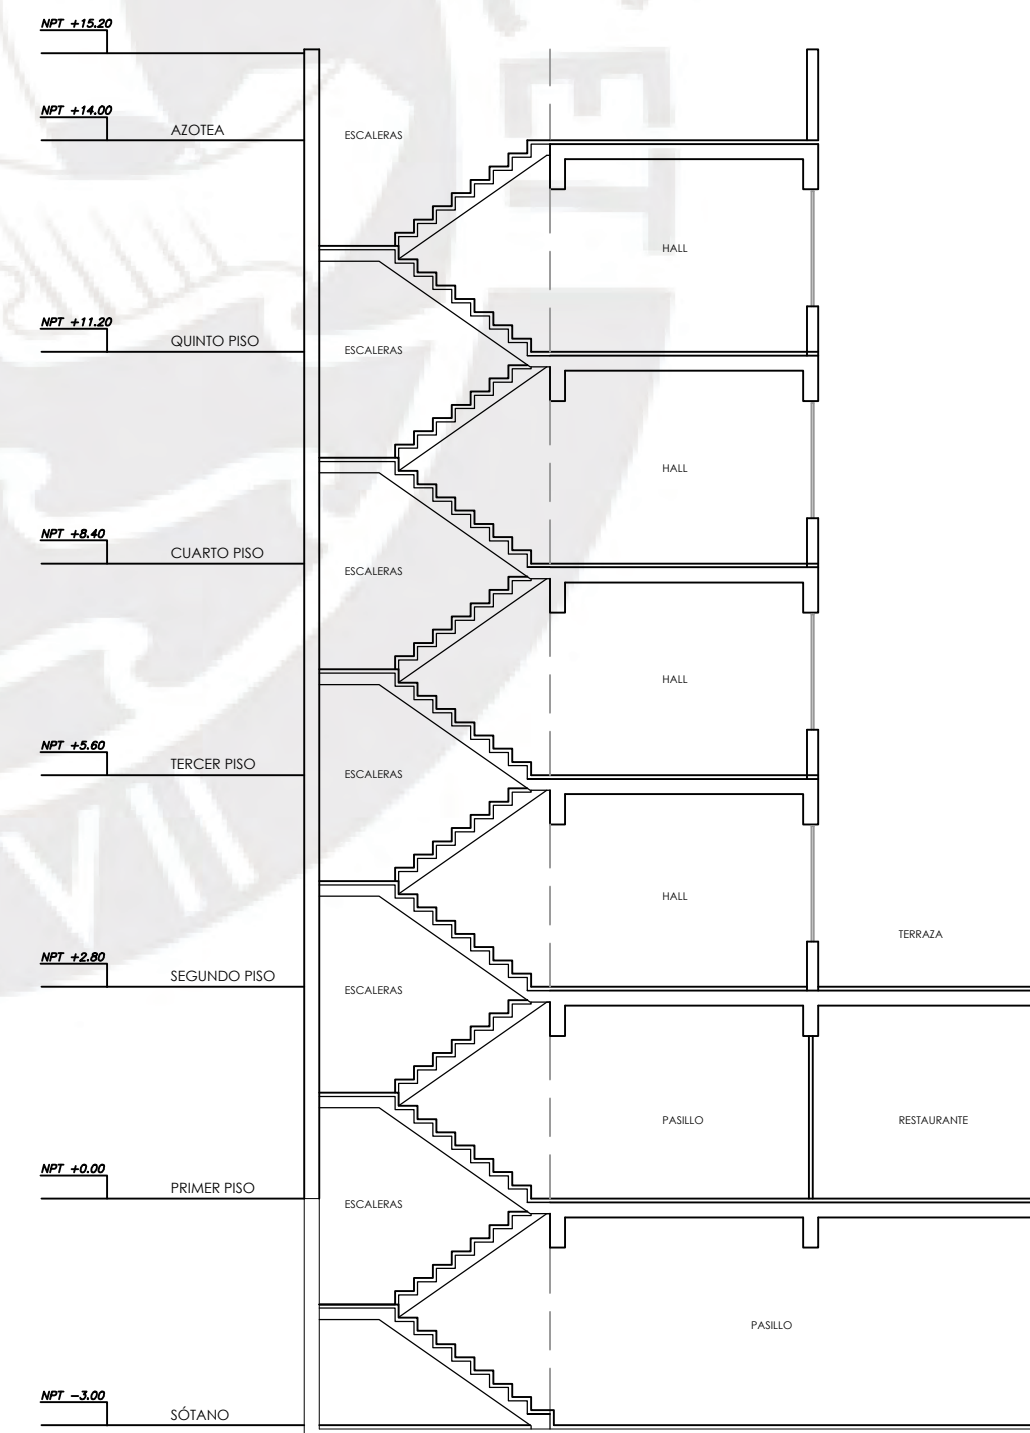 NPT +15.20
NPT +14.00
AZOTEA
ESCALERAS
HALL
NPT +11.20
QUINTO PISO
ESCALERAS
HALL
NPT +8.40
CUARTO PISO
ESCALERAS
HALL
NPT +5.60
TERCER PISO
ESCALERAS
HALL
TERRAZA
NPT +2.80
SEGUNDO PISO
ESCALERAS
PASILLO
RESTAURANTE
NPT +0.00
PRIMER PISO
ESCALERAS
PASILLO
NPT -3.00
SÓTANO